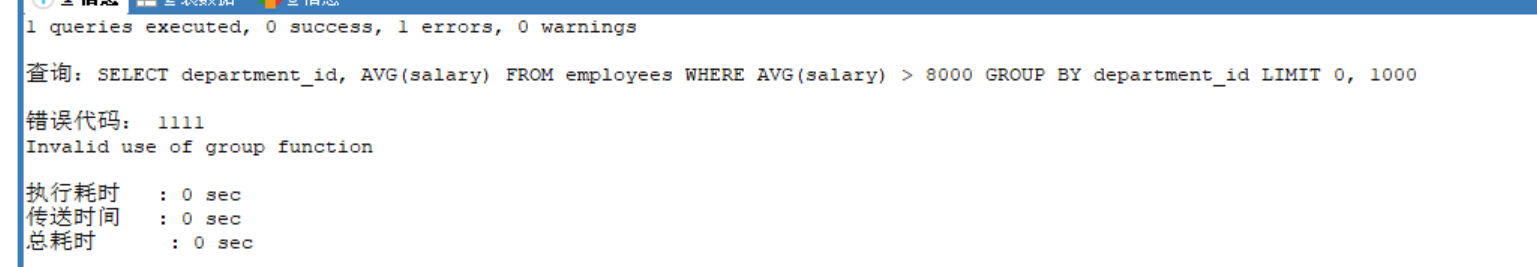 1 queries executed, 0 success, 1 errors, 0 warnings
查询：SELECT department_id, AVG(salary) FROM employees WHERE AVG(salary) > 8000 GROUP BY department_id LIMIT 0, 1000
错误代码： 1111
Invalid use of group function
执行耗时   : 0 sec
传送时间   : 0 sec
总耗时      : 0 sec